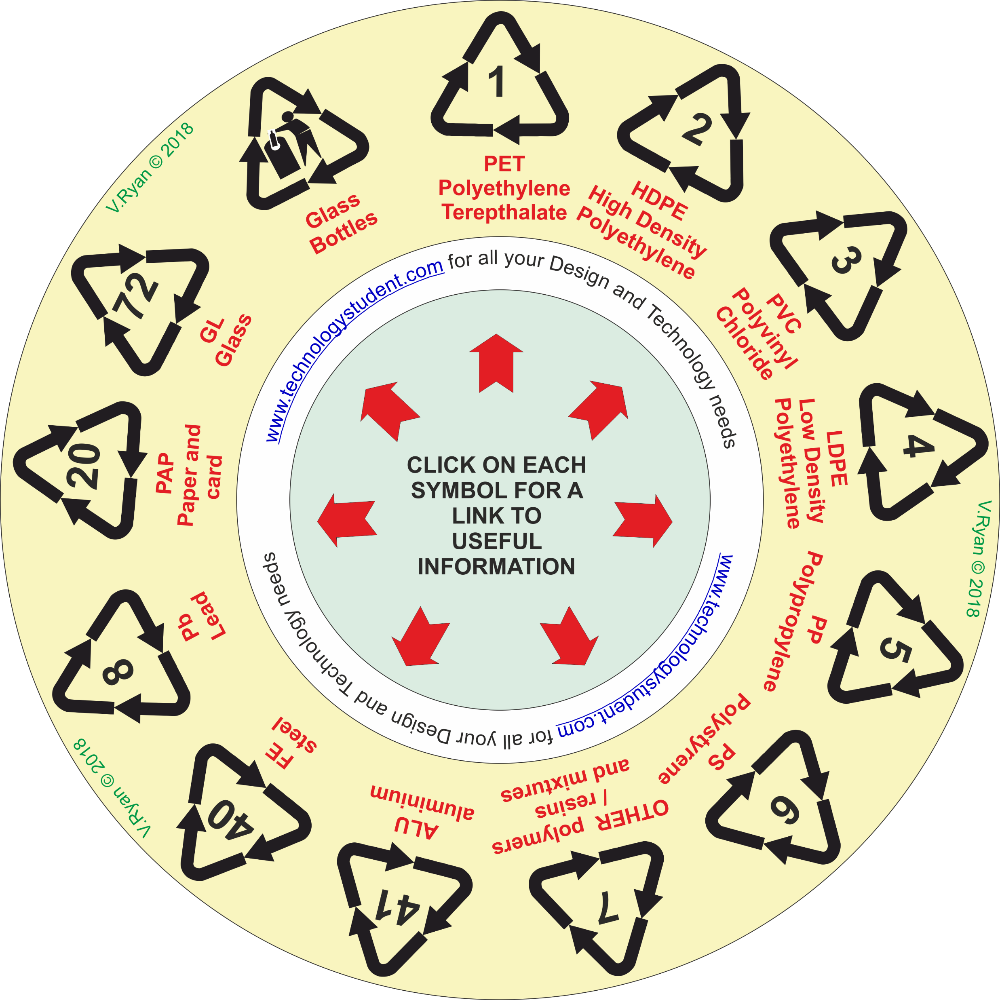 1
PET
Polyethylene
Terepthalate
2
HDPE
High Density
Polyethylene
3
PVC
Polyvinyl
Chloride
4
LDPE
Low Density
Polyethylene
5
PP
Polypropylene
6
PS
Polystyrene
7
OTHER polymers
/ resins
and mixtures
41
ALU
aluminium
40
FE
steel
8
Pb
Lead
20
PAP
Paper and
card
72
GL
Glass
Glass
Bottles
V.Ryan © 2018
V.Ryan © 2018
V.Ryan © 2018
www.technologystudent.com for all your Design and Technology needs
www.technologystudent.com for all your Design and Technology needs
CLICK ON EACH
SYMBOL FOR A
LINK TO
USEFUL
INFORMATION